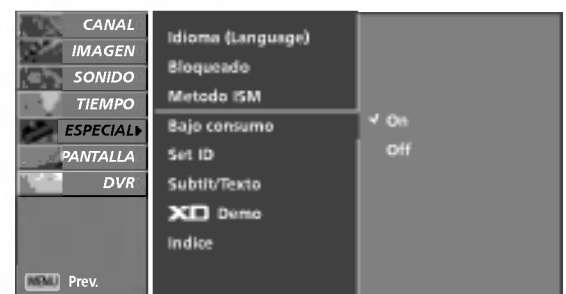 CANAL
IMAGEN
SONIDO
TIEMPO
ESPECIAL
PANTALLA
DVR
MENU Prev.
Idioma (Language)
Bloqueado
Metodo ISM
Bajo consumo
Set ID
Subtit/Texto
XD Demo
Indice
On
Off